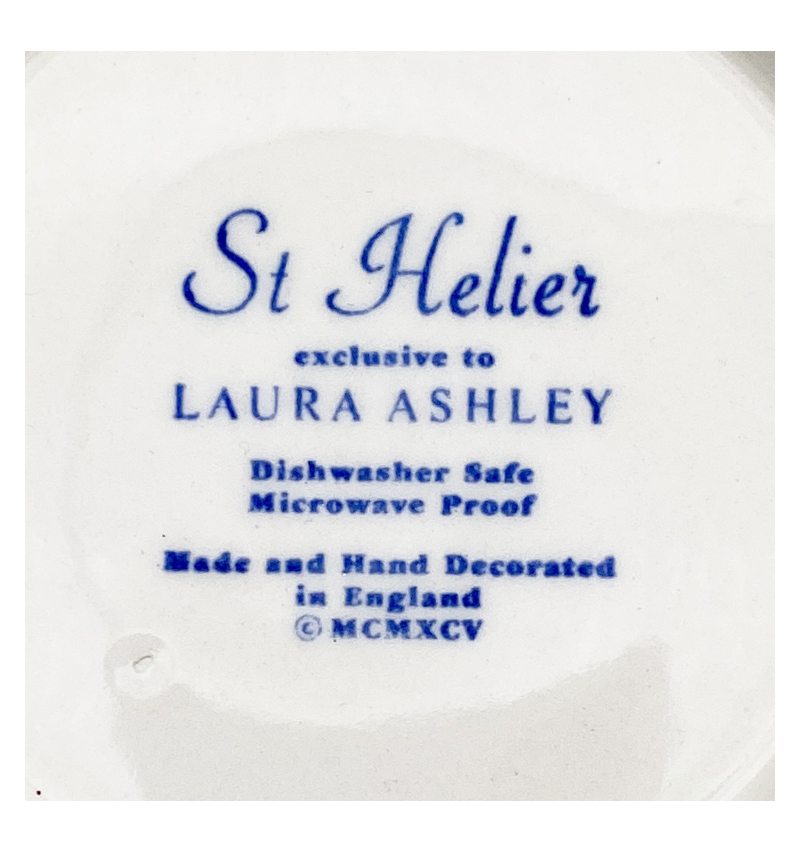 St Helier
exclusive to
LAURA ASHLEY
Dishwasher Safe
Microwave Proof
Made and Hand Decorated
in England
© MCMXCV